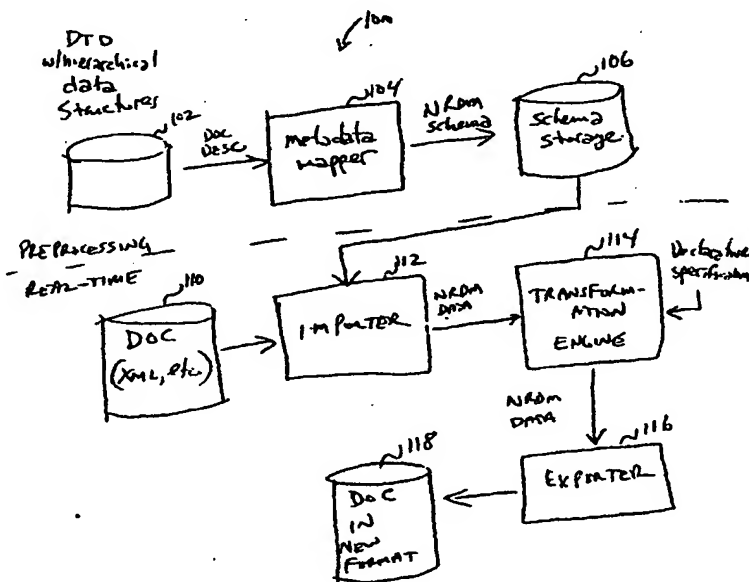 100
DTD
w/hierarchical
data
structures
102
DOC
DESC
104
metadata
mapper
NRDM
schema
106
schema
storage
PREPROCESSING
REAL-TIME
110
DOC
(XML, etc.)
112
IMPORTER
NRDM
DATA
114
TRANSFOR-
MATION
ENGINE
Declarative
specification
NRDM
DATA
116
EXPORTER
118
DOC
IN
NEW
FORMAT